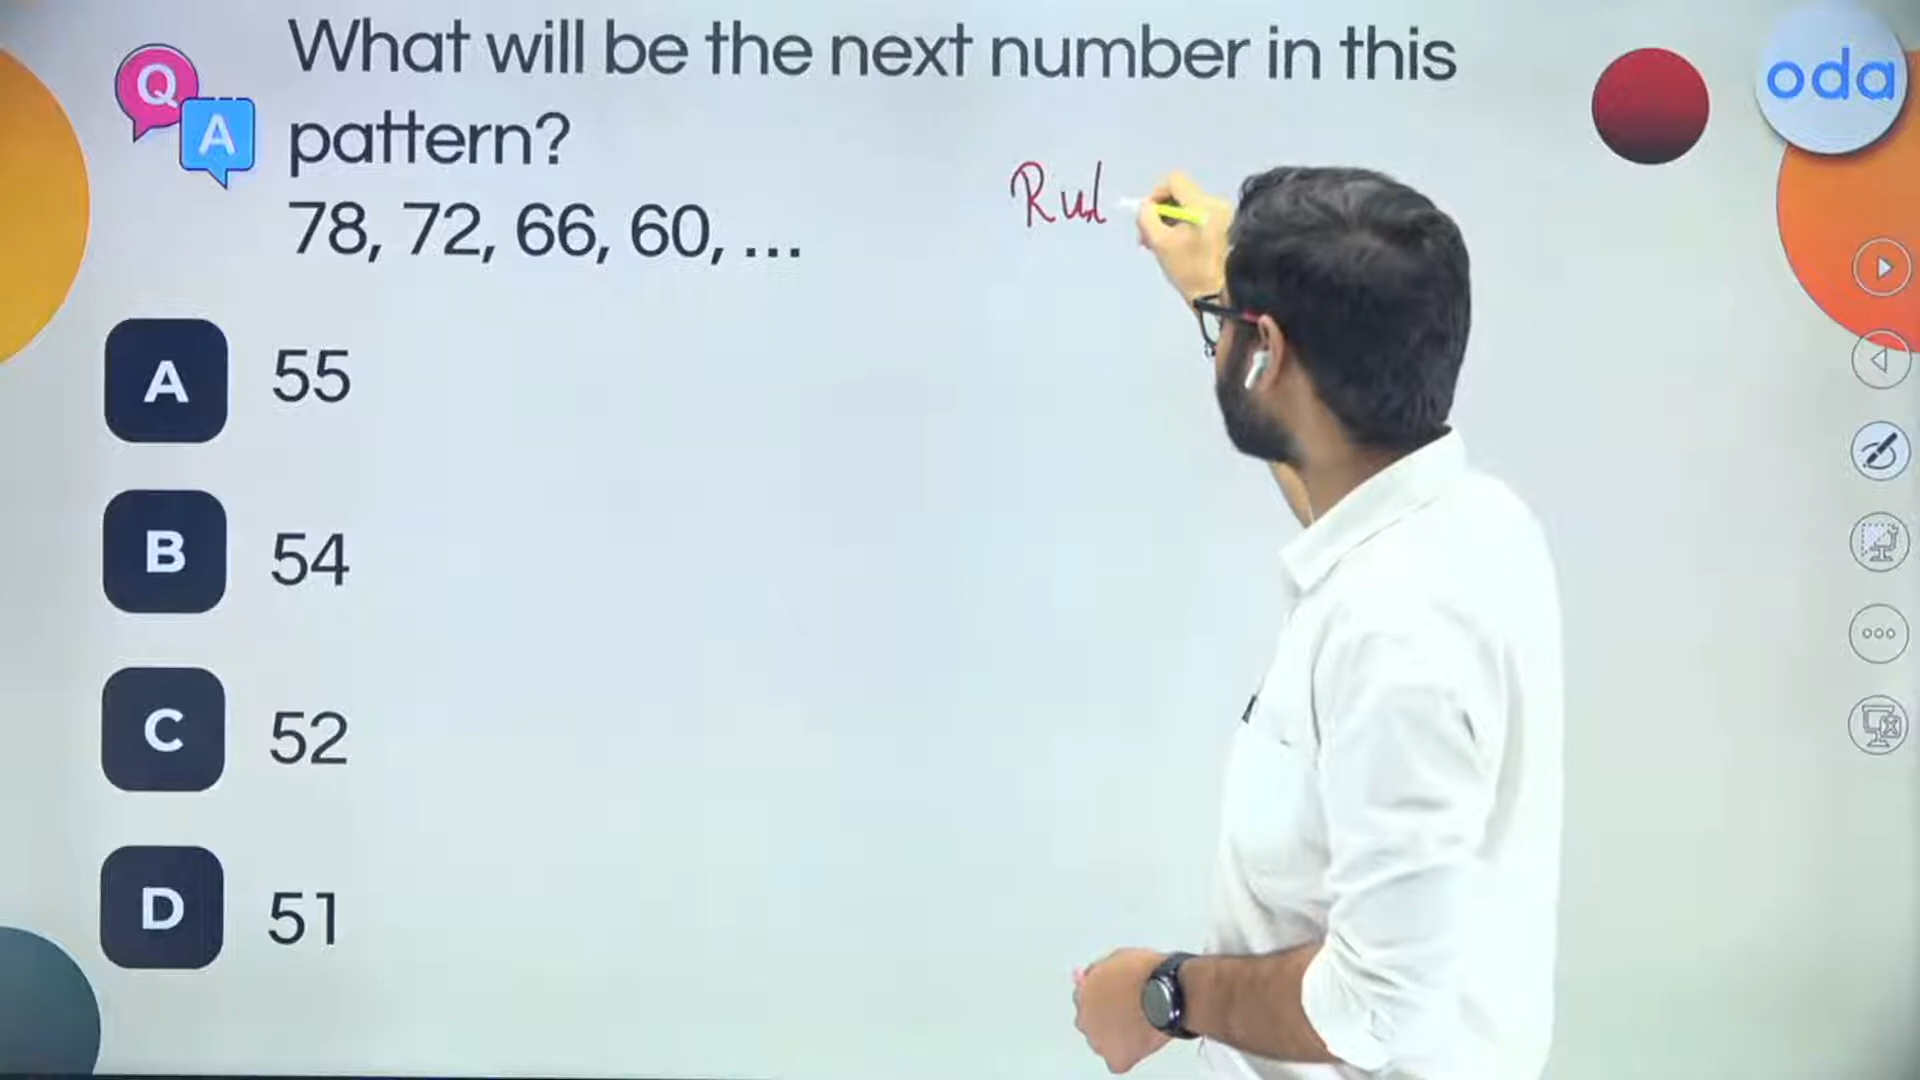 oda
Q
A
What will be the next number in this
pattern?
78, 72, 66, 60, ...
Rul
A 55
B 54
C 52
D 51